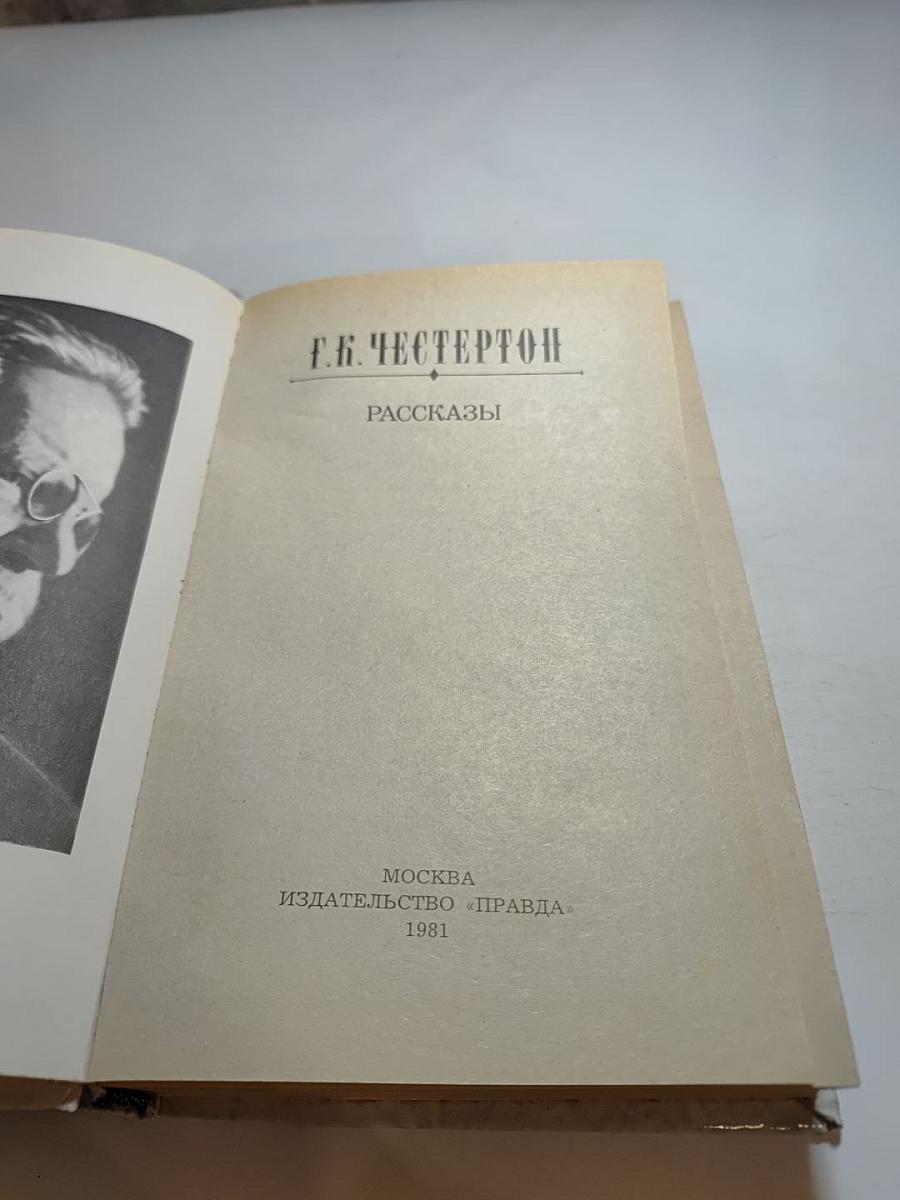 Г.К. ЧЕСТЕРТОН
РАССКАЗЫ
МОСКВА
ИЗДАТЕЛЬСТВО «ПРАВДА»
1981